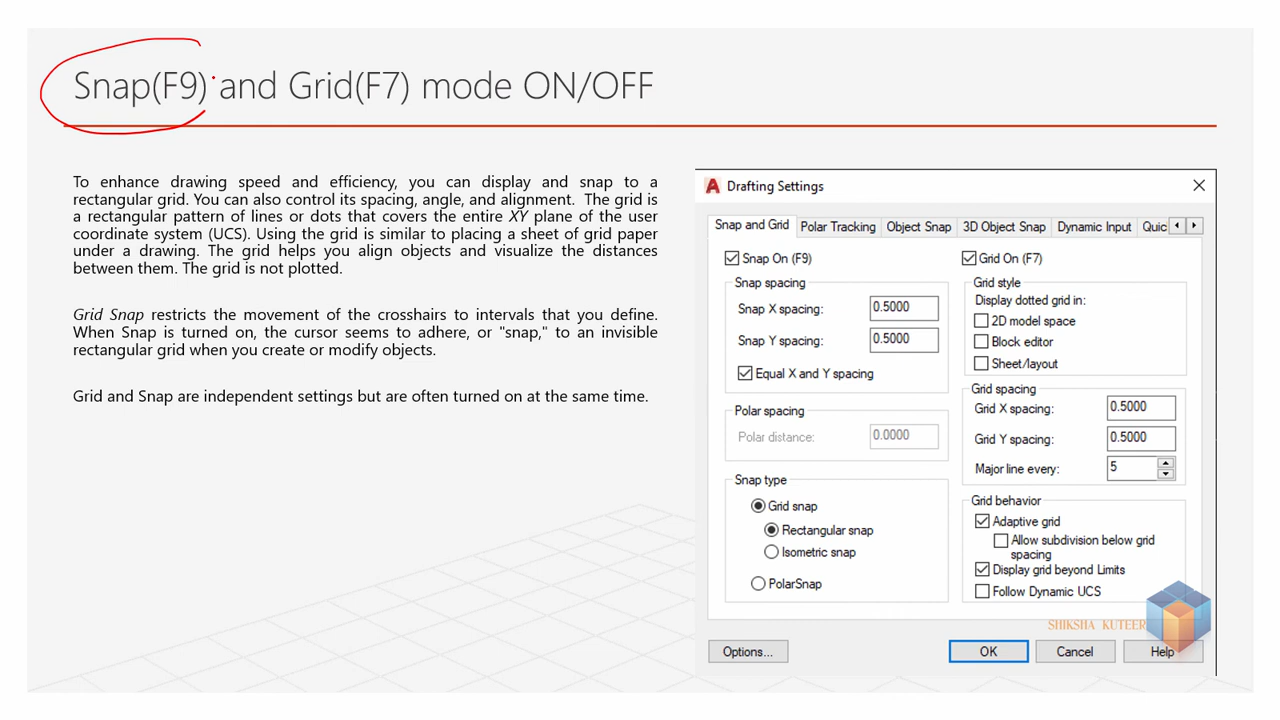 Snap(F9) and Grid(F7) mode ON/OFF
To enhance drawing speed and efficiency, you can display and snap to a
rectangular grid. You can also control its spacing, angle, and alignment. The grid is
a rectangular pattern of lines or dots that covers the entire XY plane of the user
coordinate system (UCS). Using the grid is similar to placing a sheet of grid paper
under a drawing. The grid helps you align objects and visualize the distances
between them. The grid is not plotted.
Grid Snap restricts the movement of the crosshairs to intervals that you define.
When Snap is turned on, the cursor seems to adhere, or "snap," to an invisible
rectangular grid when you create or modify objects.
Grid and Snap are independent settings but are often turned on at the same time.
A Drafting Settings
Snap and Grid Polar Tracking Object Snap 3D Object Snap Dynamic Input Quic
Snap On (F9)
Snap spacing
Snap X spacing: 0.5000
Snap Y spacing: 0.5000
Equal X and Y spacing
Polar spacing
Polar distance: 0.0000
Snap type
Grid snap
Rectangular snap
Isometric snap
PolarSnap
Grid On (F7)
Grid style
Display dotted grid in:
2D model space
Block editor
Sheet/layout
Grid spacing
Grid X spacing: 0.5000
Grid Y spacing: 0.5000
Major line every: 5
Grid behavior
Adaptive grid
Allow subdivision below grid
spacing
Display grid beyond Limits
Follow Dynamic UCS
SHIKSHA KUTEER
Options... OK Cancel Help